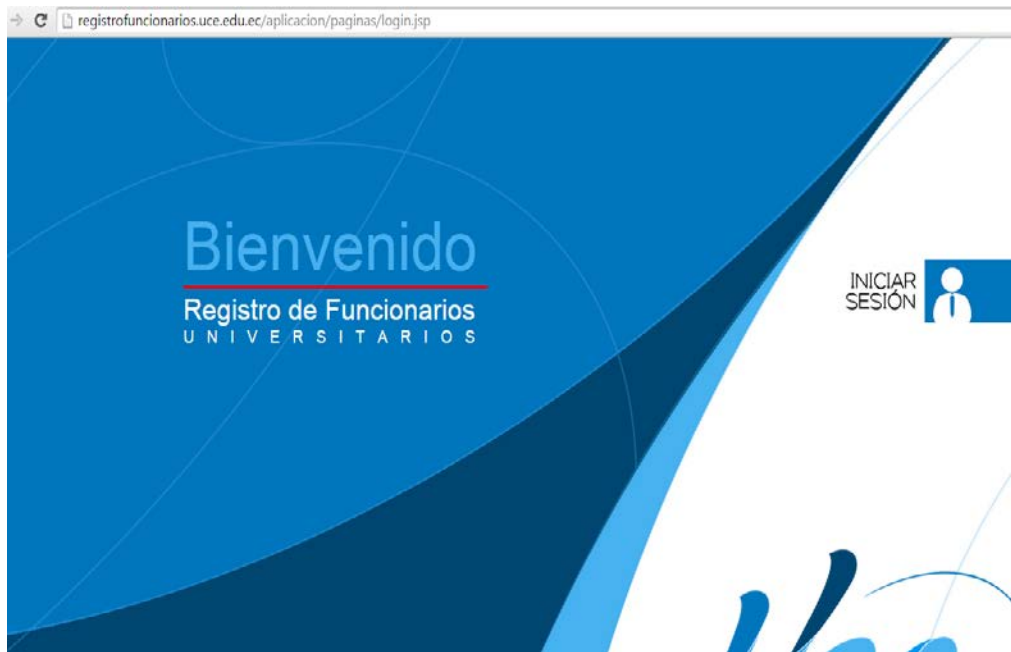 registrofuncionarios.uce.edu.ec/aplicacion/paginas/login.jsp
Bienvenido
Registro de Funcionarios
UNIVERSITARIOS
INICIAR
SESIÓN